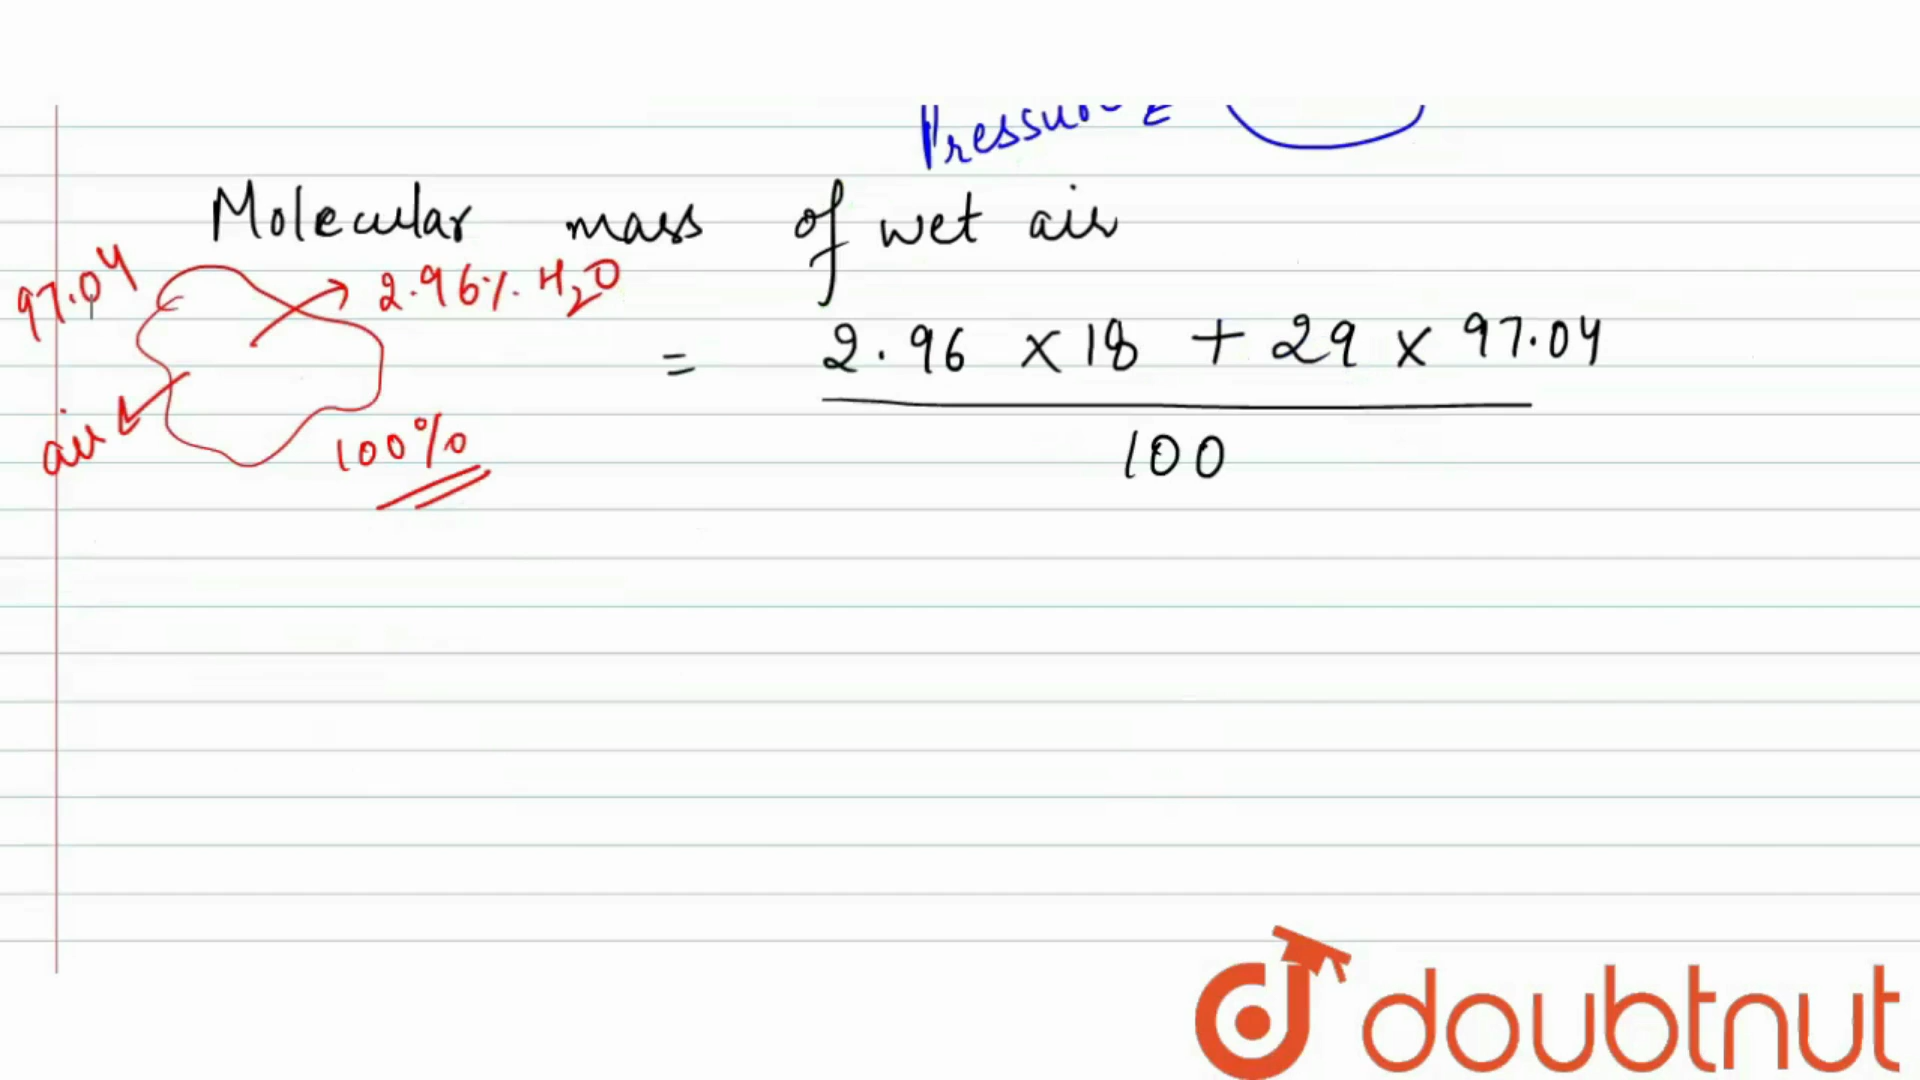 Pressure
Molecular mass of wet air
97.04
2.96% H2O
= 2.96 × 18 + 29 × 97.04
100
air
100%
doubtnut